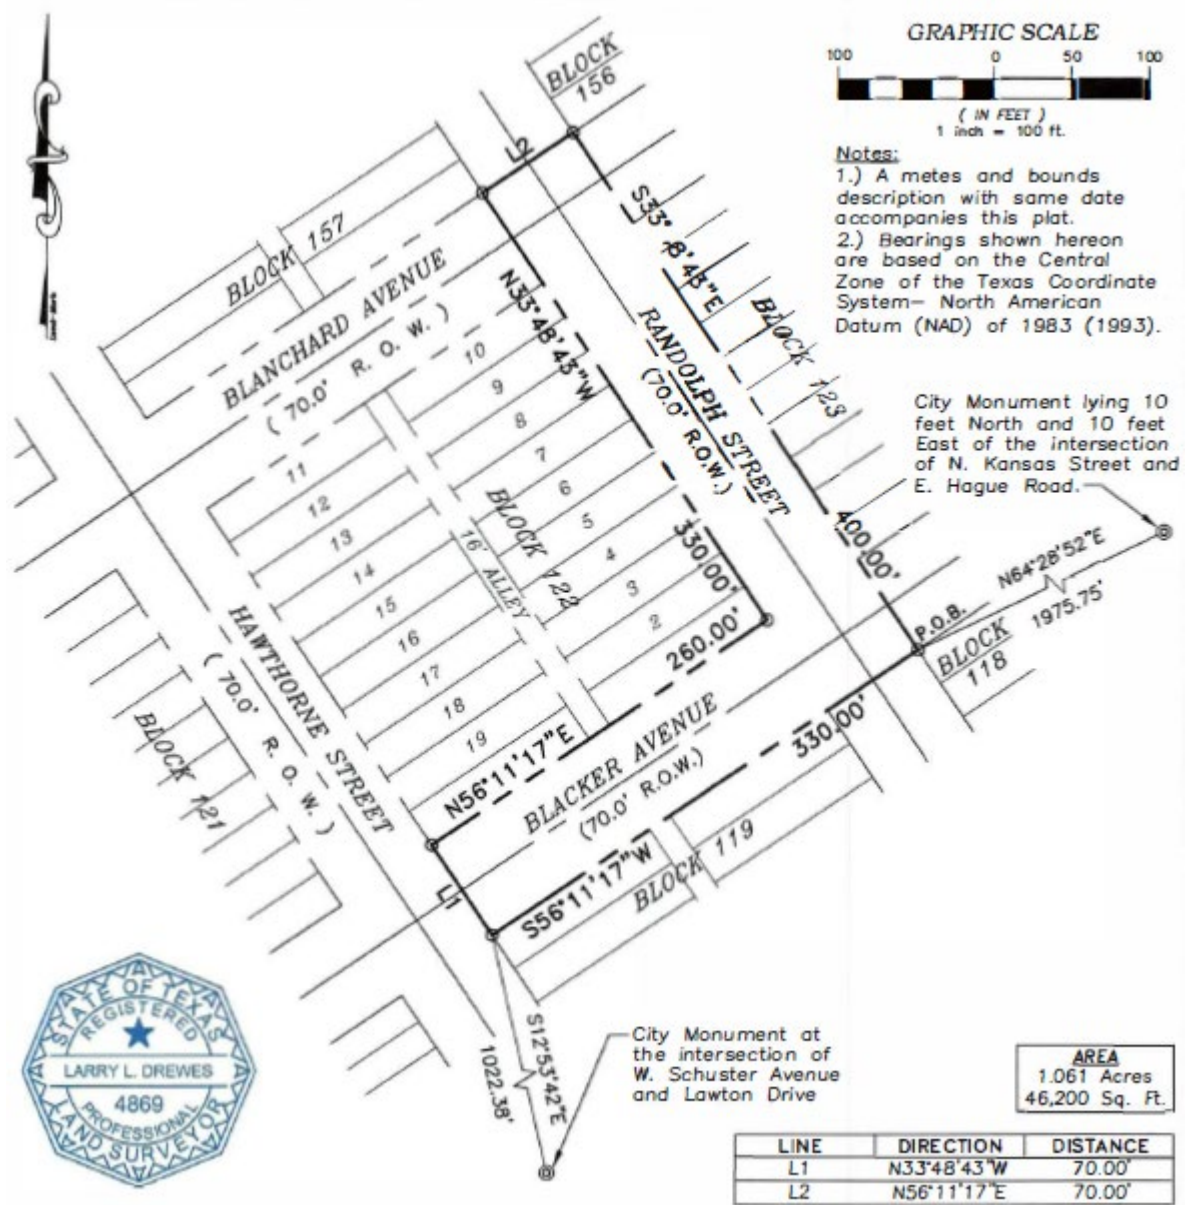 GRAPHIC SCALE
100 0 50 100
( IN FEET )
1 inch = 100 ft.
Notes:
1.) A metes and bounds
description with same date
accompanies this plat.
2.) Bearings shown hereon
are based on the Central
Zone of the Texas Coordinate
System– North American
Datum (NAD) of 1983 (1993).
City Monument lying 10
feet North and 10 feet
East of the intersection
of N. Kansas Street and
E. Hague Road.
BLOCK
156
L2
BLOCK 157
BLANCHARD AVENUE
( 70.0' R. O. W. )
N33°48'43"W
330.00'
S33° 8'43"E
400.00'
RANDOLPH STREET
(70.0' R.O.W.)
BLOCK 123
10
9
8
7
6
5
4
3
2
BLOCK 122
16' ALLEY
11
12
13
14
15
16
17
18
19
HAWTHORNE STREET
( 70.0' R. O. W. )
BLOCK 121
N56°11'17"E
260.00'
BLACKER AVENUE
(70.0' R.O.W.)
P.O.B.
N64°28'52"E
1975.75'
BLOCK
118
S56°11'17"W
330.00'
L1
BLOCK 119
S12°53'42"E
1022.38'
City Monument at
the intersection of
W. Schuster Avenue
and Lawton Drive
STATE OF TEXAS
REGISTERED
LARRY L. DREWES
4869
PROFESSIONAL
LAND SURVEYOR
AREA
1.061 Acres
46,200 Sq. Ft.
LINE DIRECTION DISTANCE
L1 N33°48'43"W 70.00'
L2 N56°11'17"E 70.00'